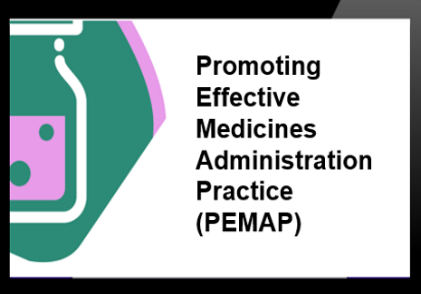 Promoting
Effective
Medicines
Administration
Practice
(PEMAP)